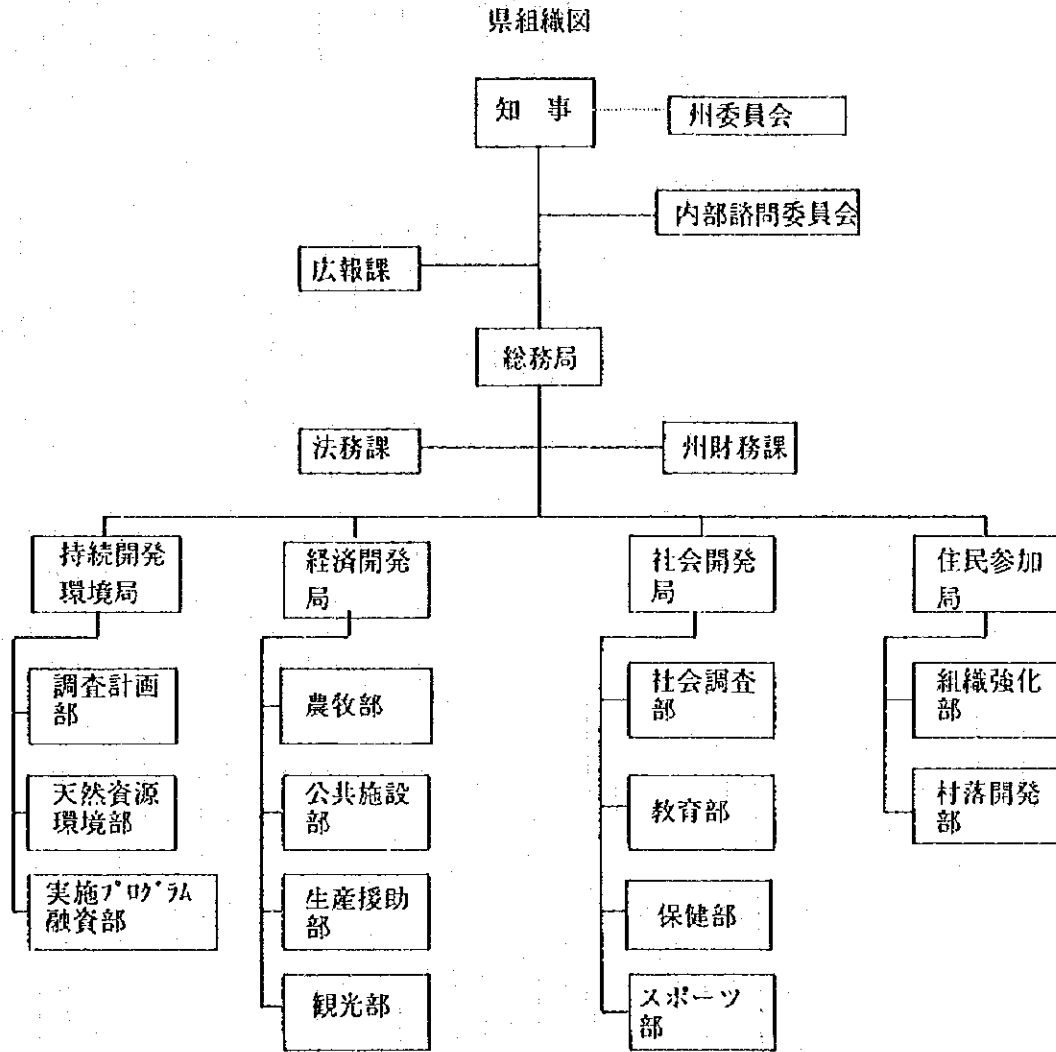 県組織図
知 事
州委員会
内部諮問委員会
広報課
総務局
法務課
州財務課
持続開発
環境局
経済開発
局
社会開発
局
住民参加
局
調査計画
部
農牧部
社会調査
部
組織強化
部
天然資源
環境部
公共施設
部
教育部
村落開発
部
実施プログラム
融資部
生産援助
部
保健部
観光部
スポーツ
部